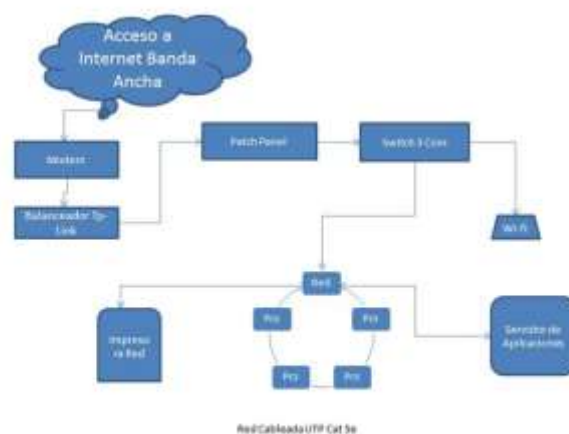 Acceso a
Internet Banda
Ancha
Modem
Balanceador Tp-
Link
Patch Panel
Switch 3 Com
Wi-Fi
Red
Pcs
Pcs
Pcs
Pcs
Impreso
ra Red
Servidor de
Aplicaciones
Red Cableada UTP Cat 5e